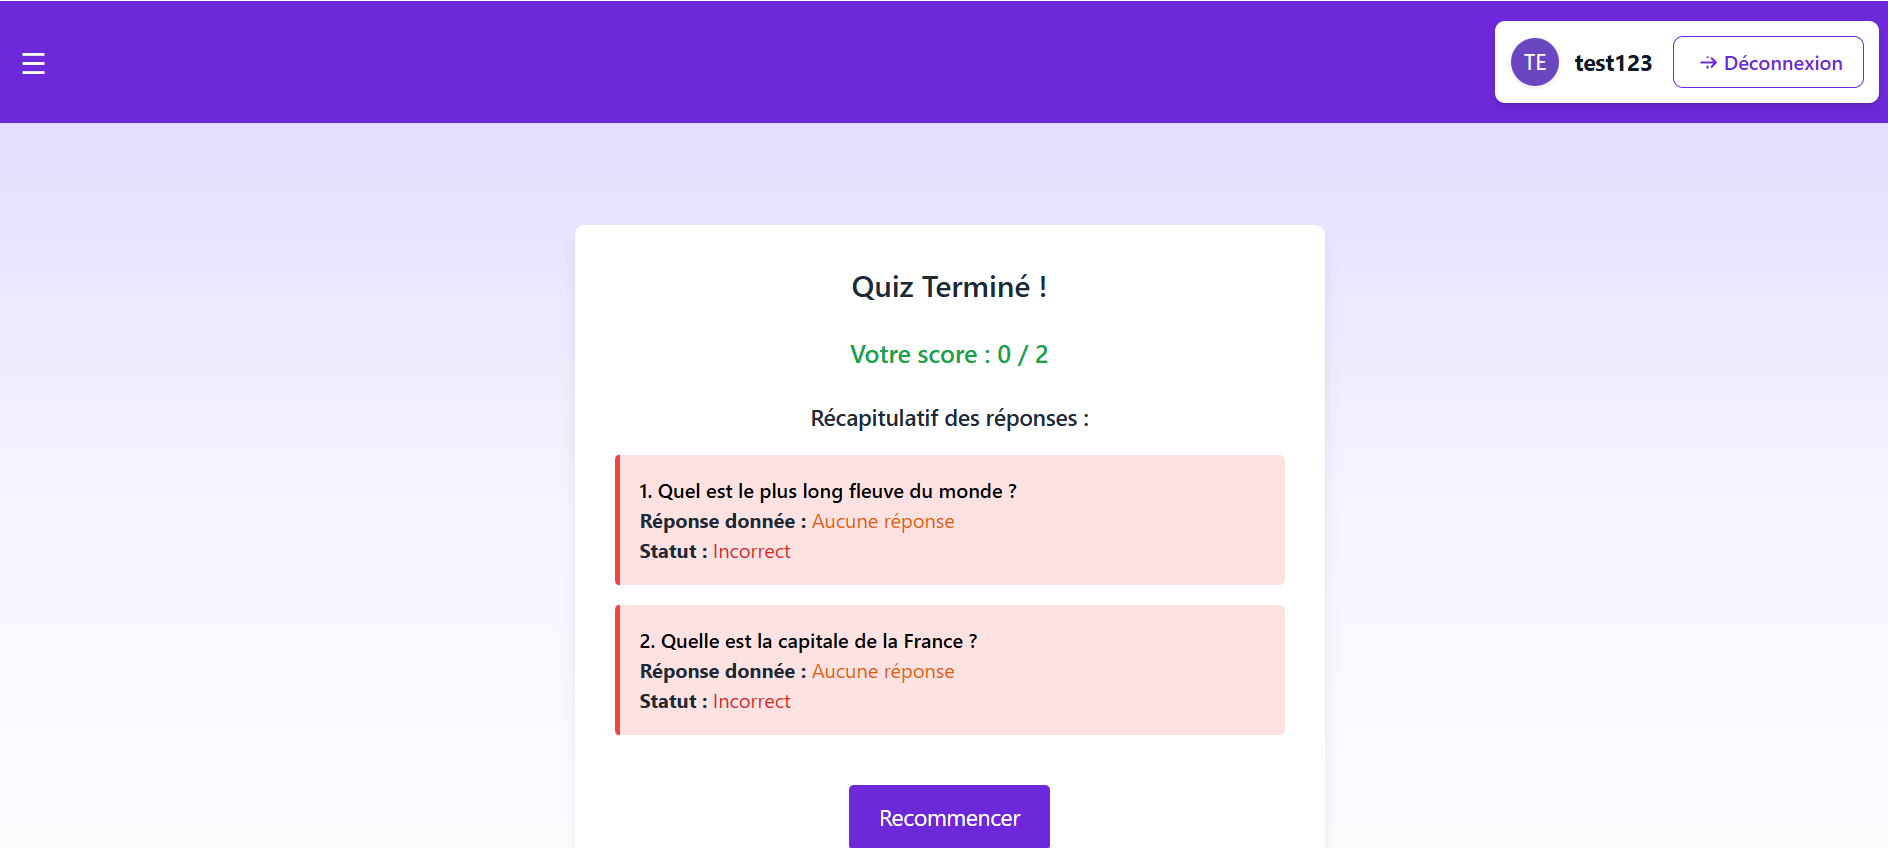 TE test123 Déconnexion
Quiz Terminé !
Votre score : 0 / 2
Récapitulatif des réponses :
1. Quel est le plus long fleuve du monde ?
Réponse donnée : Aucune réponse
Statut : Incorrect
2. Quelle est la capitale de la France ?
Réponse donnée : Aucune réponse
Statut : Incorrect
Recommencer